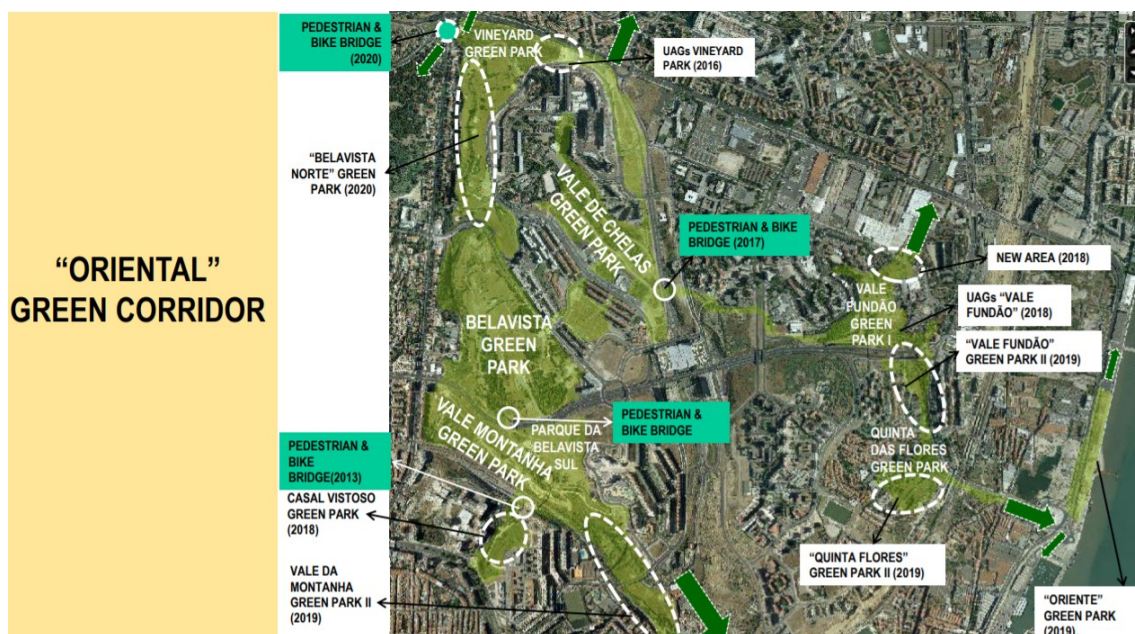 “ORIENTAL”
GREEN CORRIDOR
PEDESTRIAN &
BIKE BRIDGE
(2020)
VINEYARD
GREEN PARK
UAGs VINEYARD
PARK (2016)
“BELAVISTA
NORTE” GREEN
PARK (2020)
VALE DE CHELAS
GREEN PARK
PEDESTRIAN & BIKE
BRIDGE (2017)
NEW AREA (2018)
VALE
FUNDÃO
GREEN
PARK I
UAGs “VALE
FUNDÃO” (2018)
“VALE FUNDÃO”
GREEN PARK II (2019)
BELAVISTA
GREEN
PARK
VALE MONTANHA
GREEN PARK
PARQUE DA
BELAVISTA
SUL
PEDESTRIAN &
BIKE BRIDGE
PEDESTRIAN &
BIKE
BRIDGE(2013)
CASAL VISTOSO
GREEN PARK
(2018)
VALE DA
MONTANHA
GREEN PARK II
(2019)
QUINTA
DAS FLORES
GREEN PARK
“QUINTA FLORES”
GREEN PARK II (2019)
“ORIENTE”
GREEN PARK
(2019)